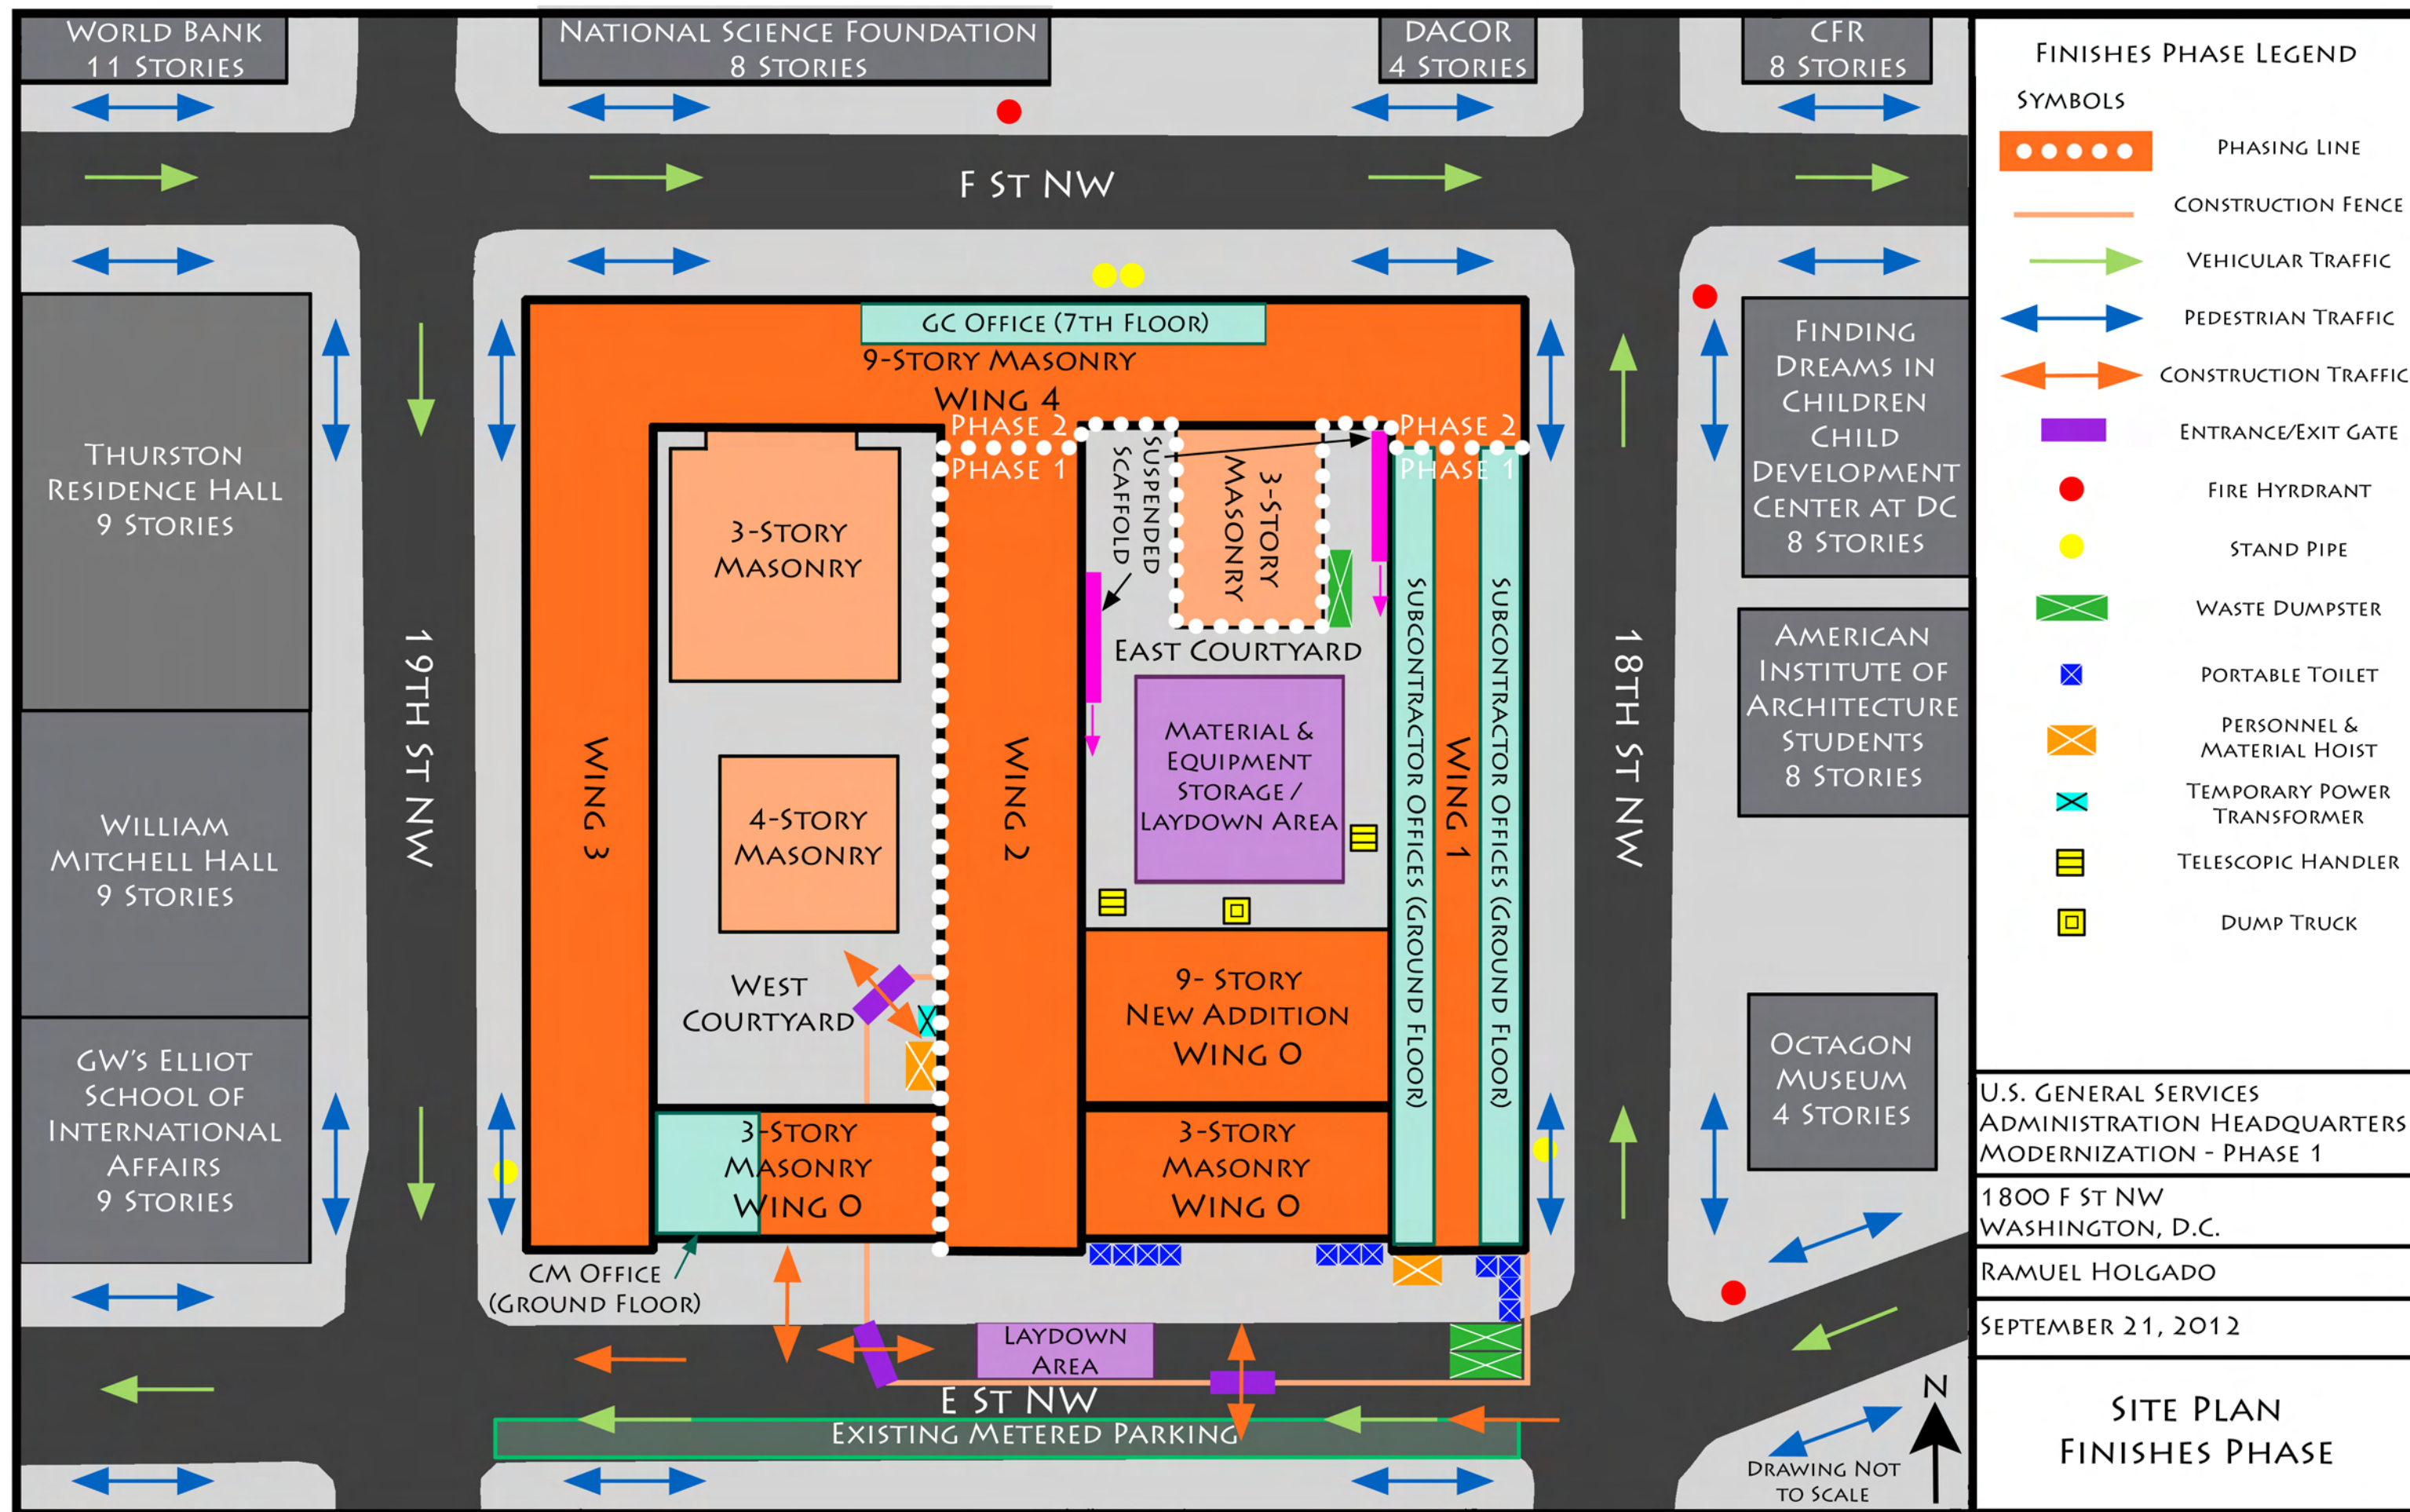 World Bank
11 Stories
National Science Foundation
8 Stories
DACOR
4 Stories
CFR
8 Stories
F St NW
GC Office (7th Floor)
9-Story Masonry
Wing 4
Phase 2
Phase 1
Phase 2
Phase 1
Thurston
Residence Hall
9 Stories
William
Mitchell Hall
9 Stories
GW's Elliot
School of
International
Affairs
9 Stories
19th St NW
Wing 3
3-Story
Masonry
4-Story
Masonry
West
Courtyard
3-Story
Masonry
Wing 0
CM Office
(Ground Floor)
Wing 2
Suspended
Scaffold
3-Story
Masonry
East Courtyard
Material &
Equipment
Storage /
Laydown Area
9- Story
New Addition
Wing 0
3-Story
Masonry
Wing 0
Subcontractor Offices (Ground Floor)
Wing 1
Subcontractor Offices (Ground Floor)
18th St NW
Finding
Dreams in
Children
Child
Development
Center at DC
8 Stories
American
Institute of
Architecture
Students
8 Stories
Octagon
Museum
4 Stories
Laydown
Area
E St NW
Existing Metered Parking
Drawing Not
to Scale
N
Finishes Phase Legend
Symbols
Phasing Line
Construction Fence
Vehicular Traffic
Pedestrian Traffic
Construction Traffic
Entrance/Exit Gate
Fire Hyrdrant
Stand Pipe
Waste Dumpster
Portable Toilet
Personnel &
Material Hoist
Temporary Power
Transformer
Telescopic Handler
Dump Truck
U.S. General Services
Administration Headquarters
Modernization - Phase 1
1800 F St NW
Washington, D.C.
Ramuel Holgado
September 21, 2012
Site Plan
Finishes Phase